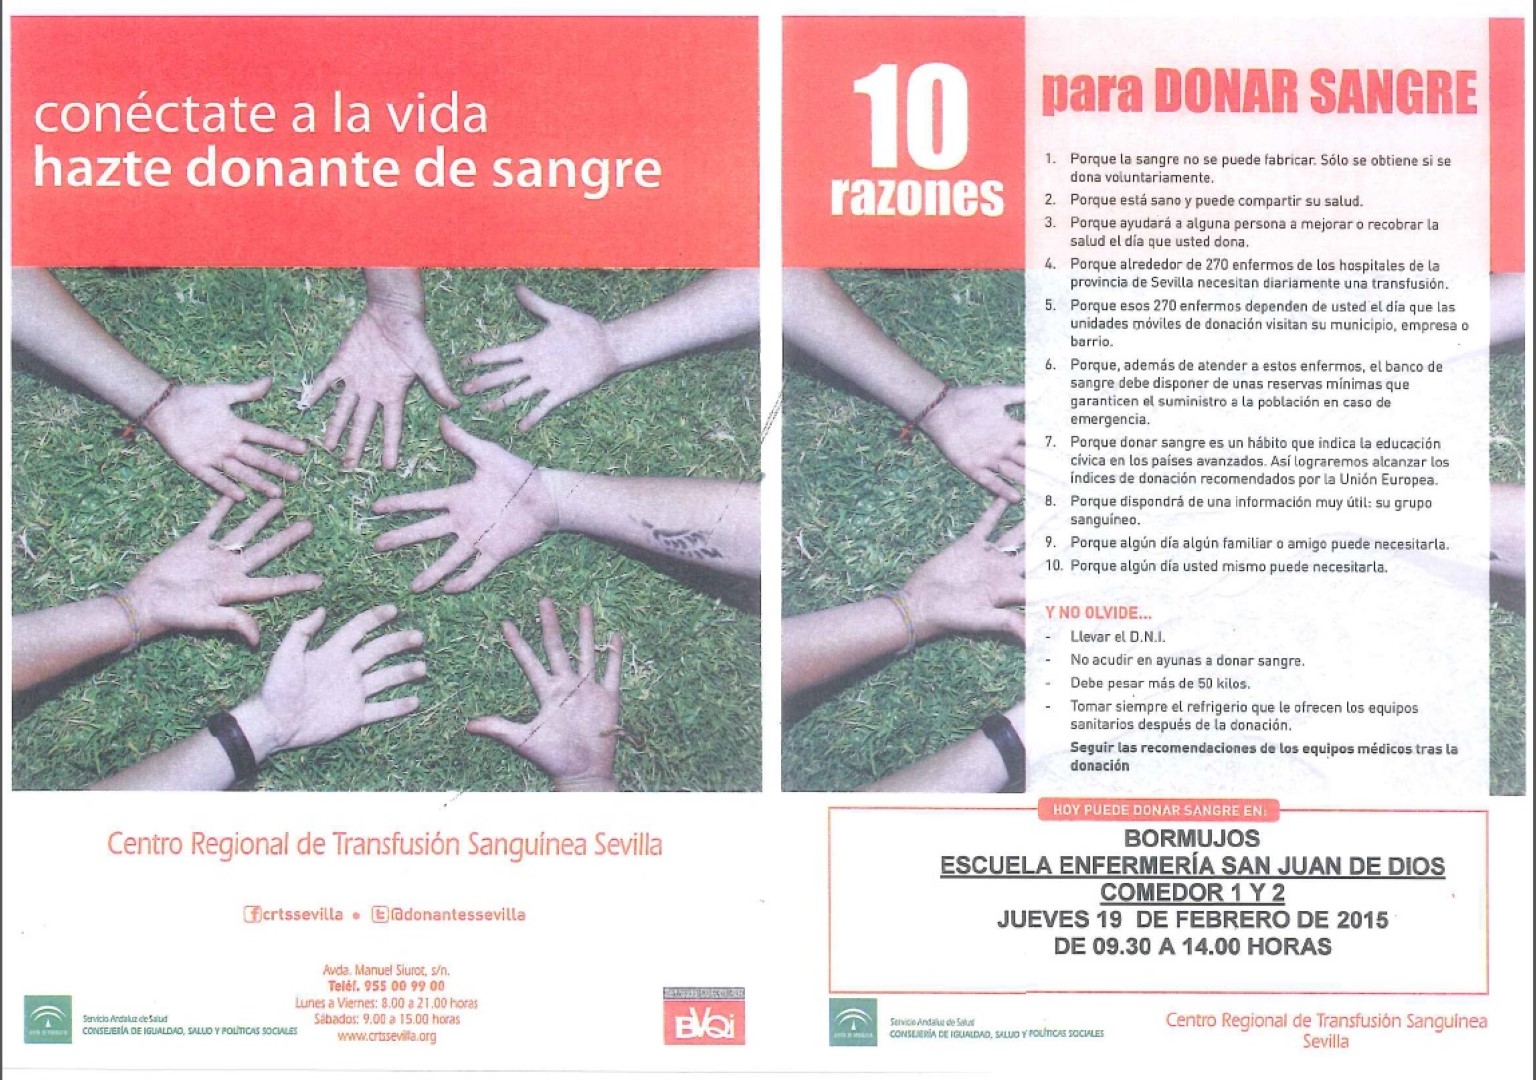 conéctate a la vida
hazte donante de sangre
Centro Regional de Transfusión Sanguínea Sevilla
crtssevilla • @donantessevilla
Avda. Manuel Siurot, s/n.
Teléf. 955 00 99 00
Lunes a Viernes: 8.00 a 21.00 horas
Sábados: 9.00 a 15.00 horas
www.crtssevilla.org
Servicio Andaluz de Salud
CONSEJERÍA DE IGUALDAD, SALUD Y POLÍTICAS SOCIALES
BVQi
10
razones
para DONAR SANGRE
1. Porque la sangre no se puede fabricar. Sólo se obtiene si se
dona voluntariamente.
2. Porque está sano y puede compartir su salud.
3. Porque ayudará a alguna persona a mejorar o recobrar la
salud el día que usted dona.
4. Porque alrededor de 270 enfermos de los hospitales de la
provincia de Sevilla necesitan diariamente una transfusión.
5. Porque esos 270 enfermos dependen de usted el día que las
unidades móviles de donación visitan su municipio, empresa o
barrio.
6. Porque, además de atender a estos enfermos, el banco de
sangre debe disponer de unas reservas mínimas que
garanticen el suministro a la población en caso de
emergencia.
7. Porque donar sangre es un hábito que indica la educación
cívica en los países avanzados. Así lograremos alcanzar los
índices de donación recomendados por la Unión Europea.
8. Porque dispondrá de una información muy útil: su grupo
sanguíneo.
9. Porque algún día algún familiar o amigo puede necesitarla.
10. Porque algún día usted mismo puede necesitarla.
Y NO OLVIDE...
- Llevar el D.N.I.
- No acudir en ayunas a donar sangre.
- Debe pesar más de 50 kilos.
- Tomar siempre el refrigerio que le ofrecen los equipos
sanitarios después de la donación.
Seguir las recomendaciones de los equipos médicos tras la
donación
HOY PUEDE DONAR SANGRE EN:
BORMUJOS
ESCUELA ENFERMERÍA SAN JUAN DE DIOS
COMEDOR 1 Y 2
JUEVES 19 DE FEBRERO DE 2015
DE 09.30 A 14.00 HORAS
Servicio Andaluz de Salud
CONSEJERÍA DE IGUALDAD, SALUD Y POLÍTICAS SOCIALES
Centro Regional de Transfusión Sanguínea
Sevilla